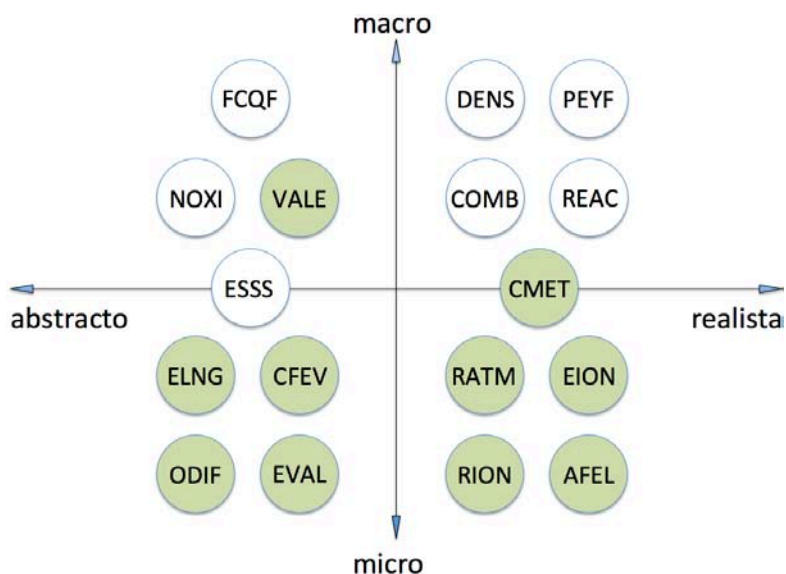 macro
FCQF DENS PEYF
NOXI VALE COMB REAC
ESSS CMET
abstracto realista
ELNG CFEV RATM EION
ODIF EVAL RION AFEL
micro